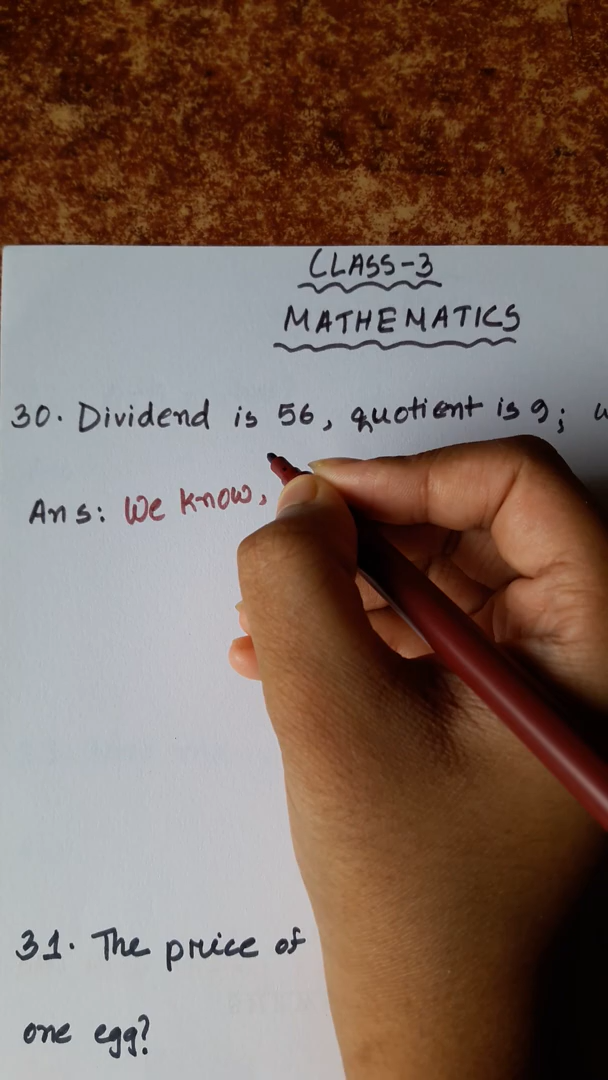 CLASS-3
MATHEMATICS
30. Dividend is 56, quotient is 9;
Ans: We know,
31. The price of
one egg?